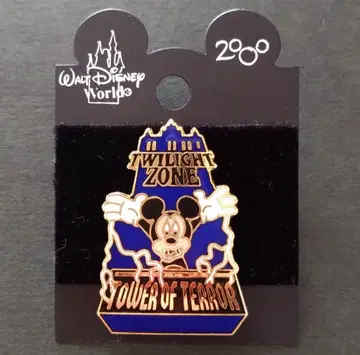 WALT DISNEY
World
2000
TWILIGHT
ZONE
TOWER OF TERROR